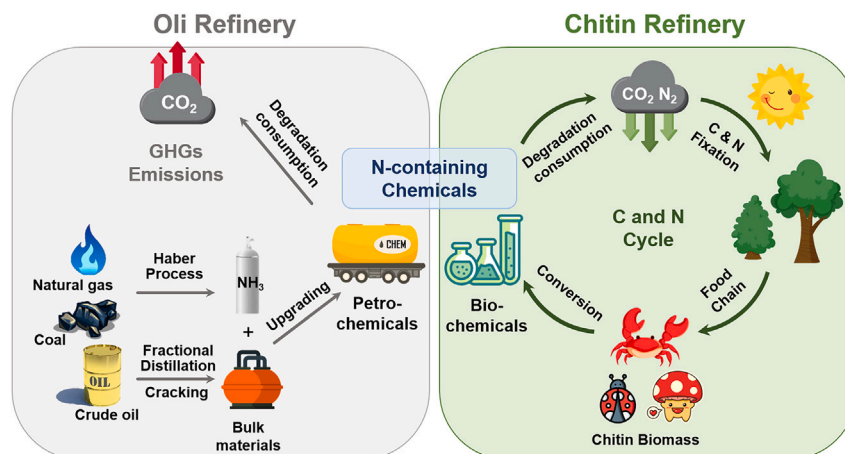 Oli Refinery
CO2
GHGs
Emissions
Degradation
consumption
Natural gas
Haber
Process
NH3
Coal
+
Upgrading
CHEM
Petro-
chemicals
OIL
Crude oil
Fractional
Distillation
Cracking
Bulk
materials
N-containing
Chemicals
Chitin Refinery
CO2 N2
Degradation
consumption
C & N
Fixation
C and N
Cycle
Bio-
chemicals
Conversion
Food
Chain
Chitin Biomass